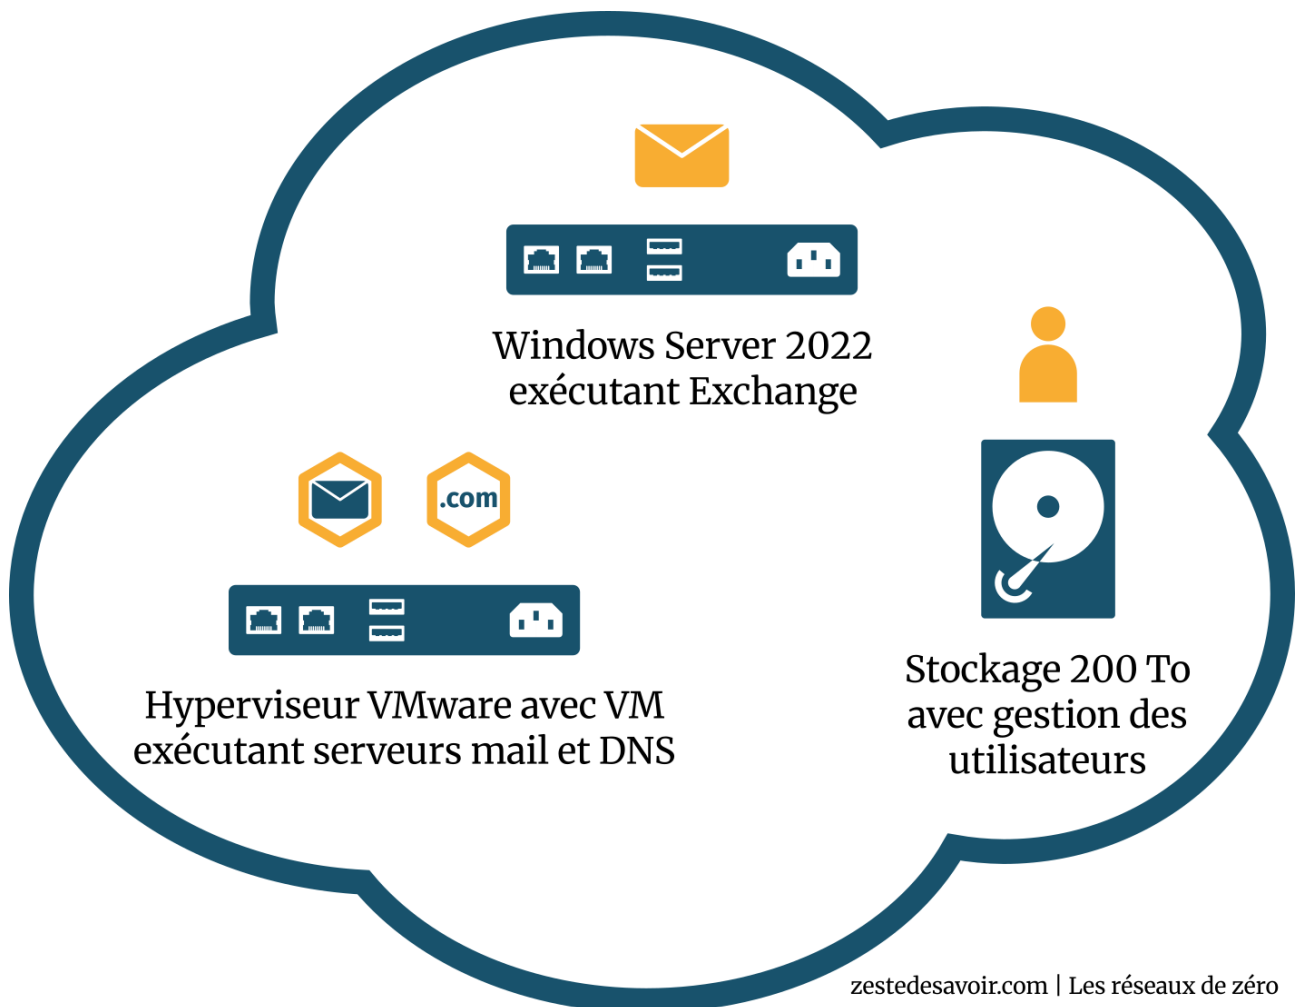 Windows Server 2022
exécutant Exchange
.com
Hyperviseur VMware avec VM
exécutant serveurs mail et DNS
Stockage 200 To
avec gestion des
utilisateurs
zestedesavoir.com | Les réseaux de zéro